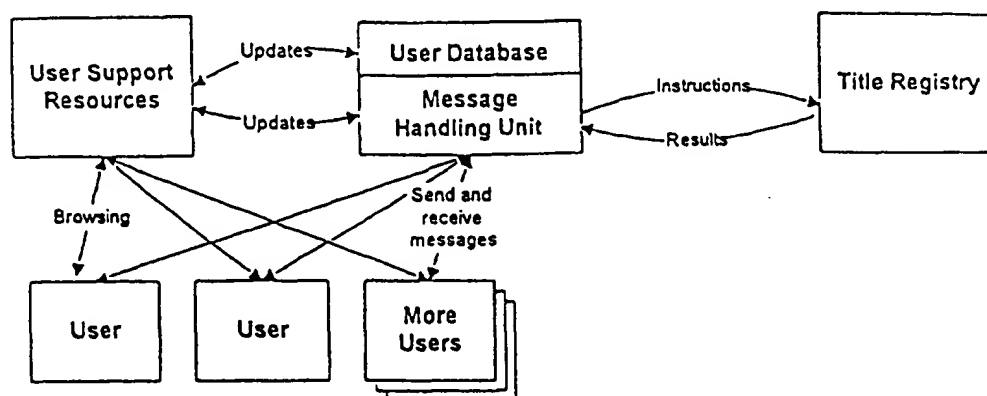 User Support
Resources
Updates
Updates
User Database
Message
Handling Unit
Instructions
Results
Title Registry
Browsing
Send and
receive
messages
User
User
More
Users